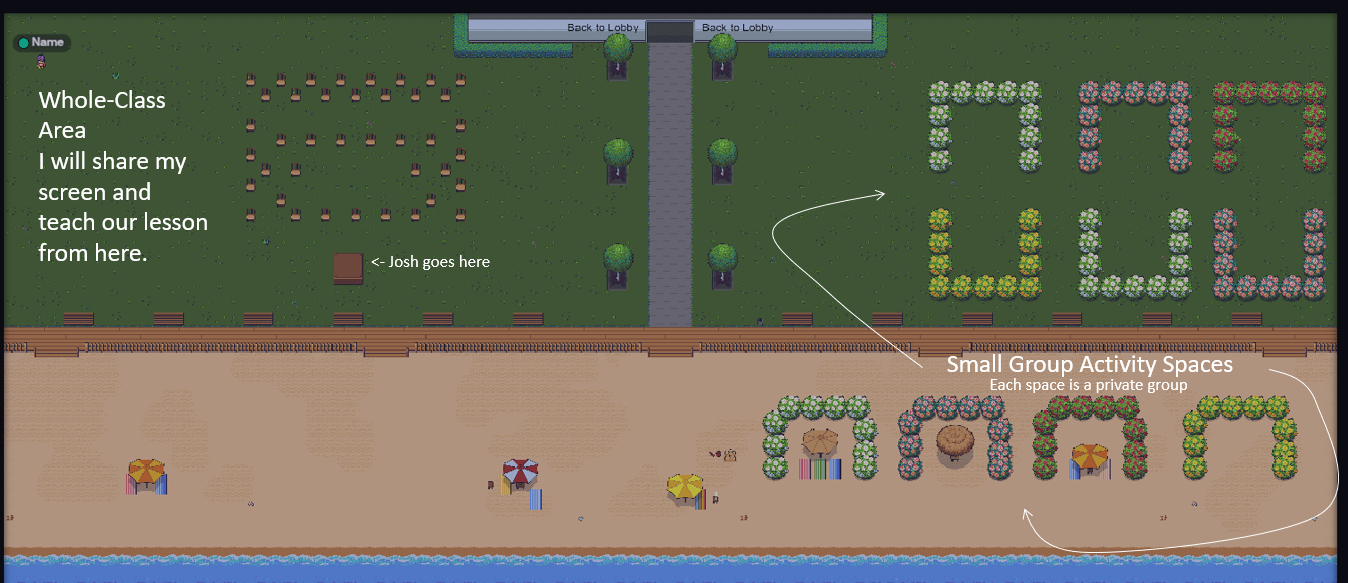 Back to Lobby
Back to Lobby
Name
Whole-Class
Area
I will share my
screen and
teach our lesson
from here.
<- Josh goes here
Small Group Activity Spaces
Each space is a private group